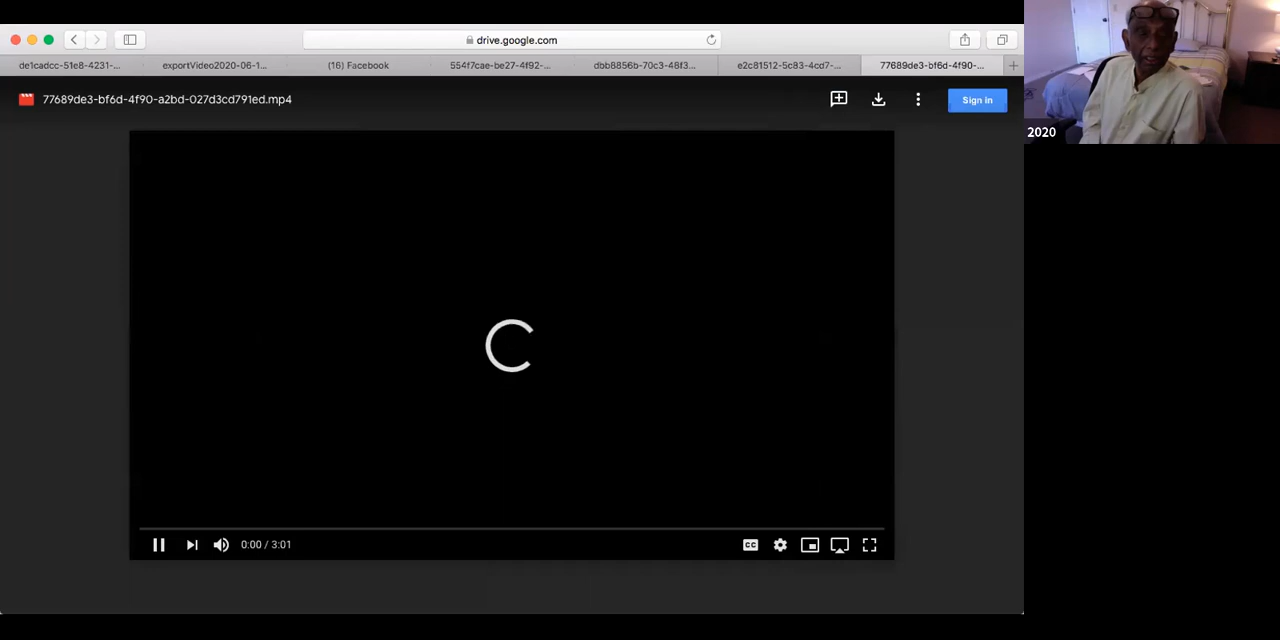 drive.google.com
de1cadcc-51e8-4231-...
exportVideo2020-06-1...
(16) Facebook
554f7cae-be27-4f92-...
dbb8856b-70c3-48f3...
e2c81512-5c83-4cd7-...
77689de3-bf6d-4f90-...
77689de3-bf6d-4f90-a2bd-027d3cd791ed.mp4
Sign in
2020
0:00 / 3:01
CC